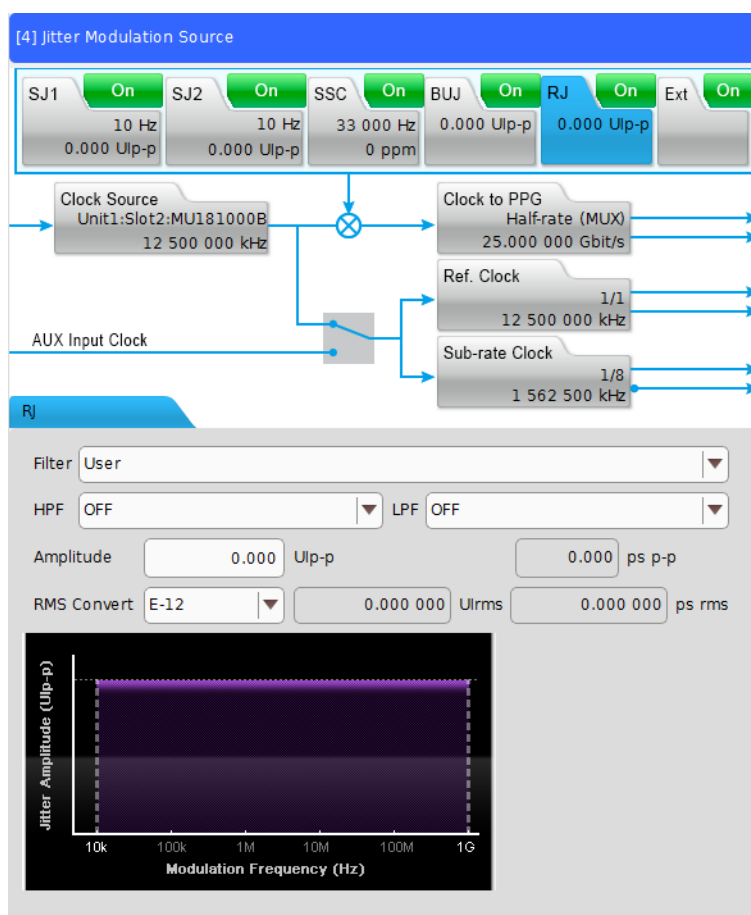 [4] Jitter Modulation Source
SJ1 On SJ2 On SSC On BUJ On RJ On Ext On
10 Hz 10 Hz 33 000 Hz 0.000 UIp-p 0.000 UIp-p
0.000 UIp-p 0.000 UIp-p 0 ppm
Clock Source
Unit1:Slot2:MU181000B
12 500 000 kHz
Clock to PPG
Half-rate (MUX)
25.000 000 Gbit/s
Ref. Clock
1/1
12 500 000 kHz
AUX Input Clock
Sub-rate Clock
1/8
1 562 500 kHz
RJ
Filter User
HPF OFF LPF OFF
Amplitude 0.000 UIp-p 0.000 ps p-p
RMS Convert E-12 0.000 000 UIrms 0.000 000 ps rms
Jitter Amplitude (UIp-p)
10k 100k 1M 10M 100M 1G
Modulation Frequency (Hz)